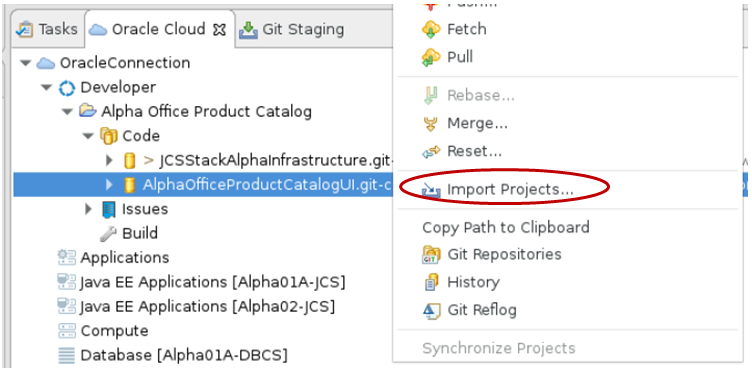 Tasks
Oracle Cloud
Git Staging
OracleConnection
Developer
Alpha Office Product Catalog
Code
> JCSStackAlphaInfrastructure.git-
AlphaOfficeProductCatalogUI.git-c
Issues
Build
Applications
Java EE Applications [Alpha01A-JCS]
Java EE Applications [Alpha02-JCS]
Compute
Database [Alpha01A-DBCS]
Push...
Fetch
Pull
Rebase...
Merge...
Reset...
Import Projects...
Copy Path to Clipboard
GIT
Git Repositories
History
Git Reflog
Synchronize Projects